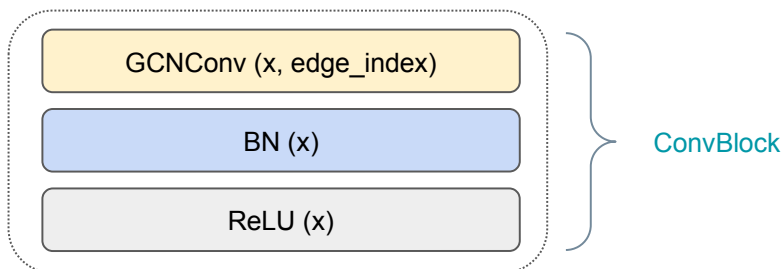 GCNConv (x, edge_index)
BN (x)
ConvBlock
ReLU (x)